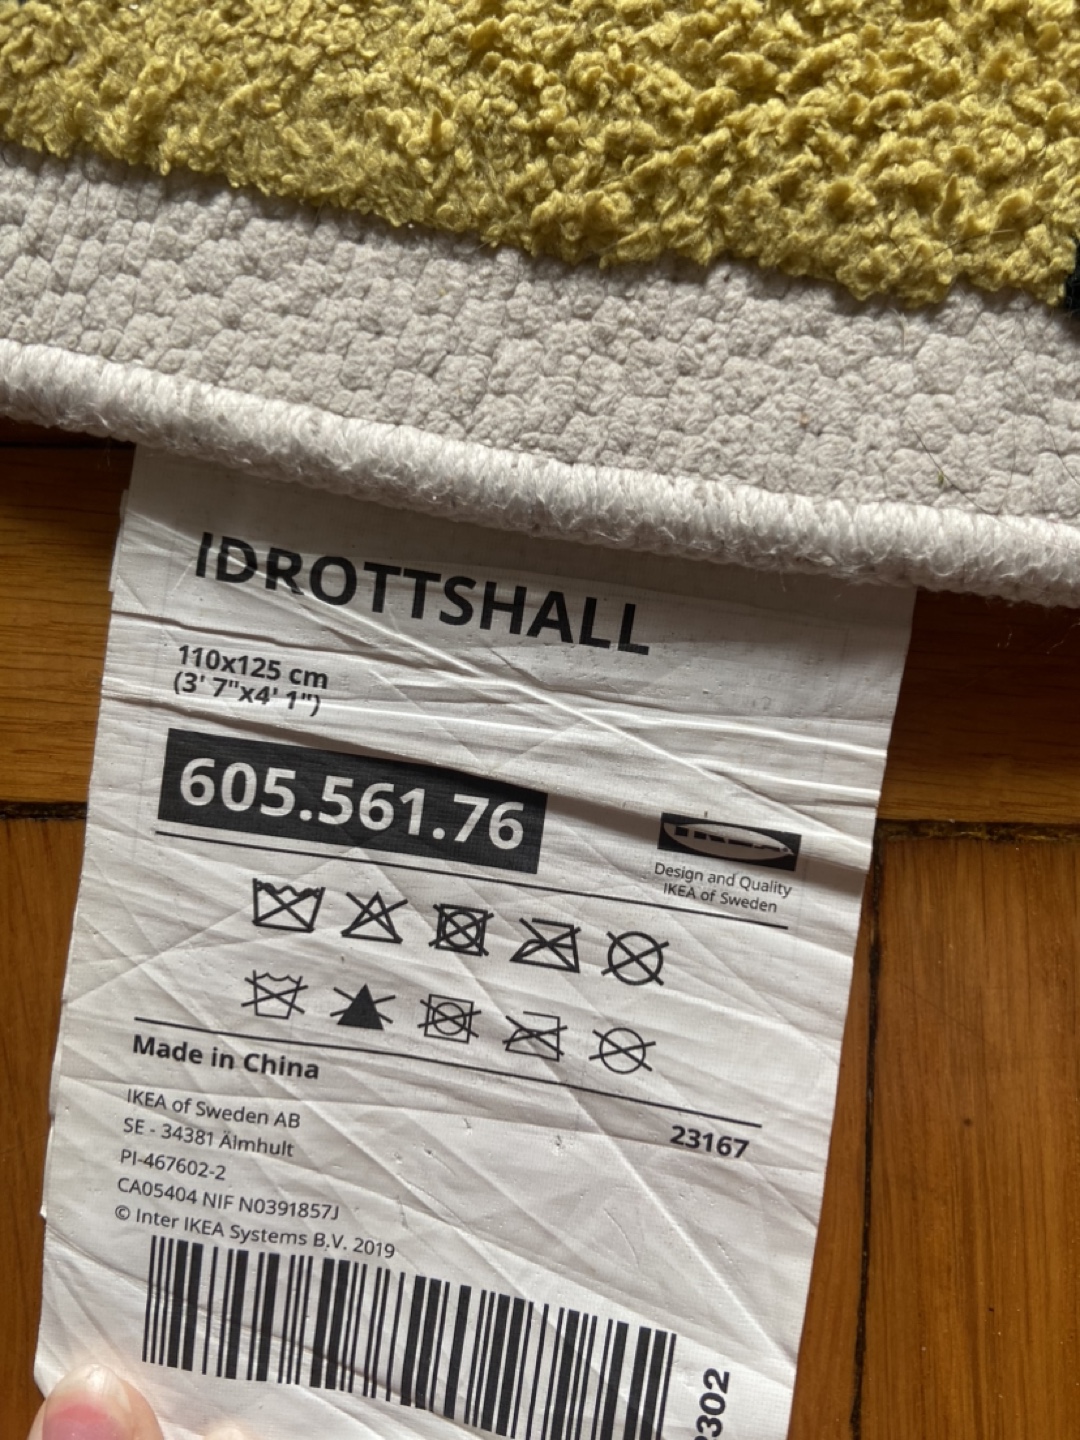 IDROTTSHALL
110x125 cm
(3' 7"x4' 1")
605.561.76
IKEA
Design and Quality
IKEA of Sweden
Made in China
23167
IKEA of Sweden AB
SE - 34381 Älmhult
PI-467602-2
CA05404 NIF N0391857J
© Inter IKEA Systems B.V. 2019